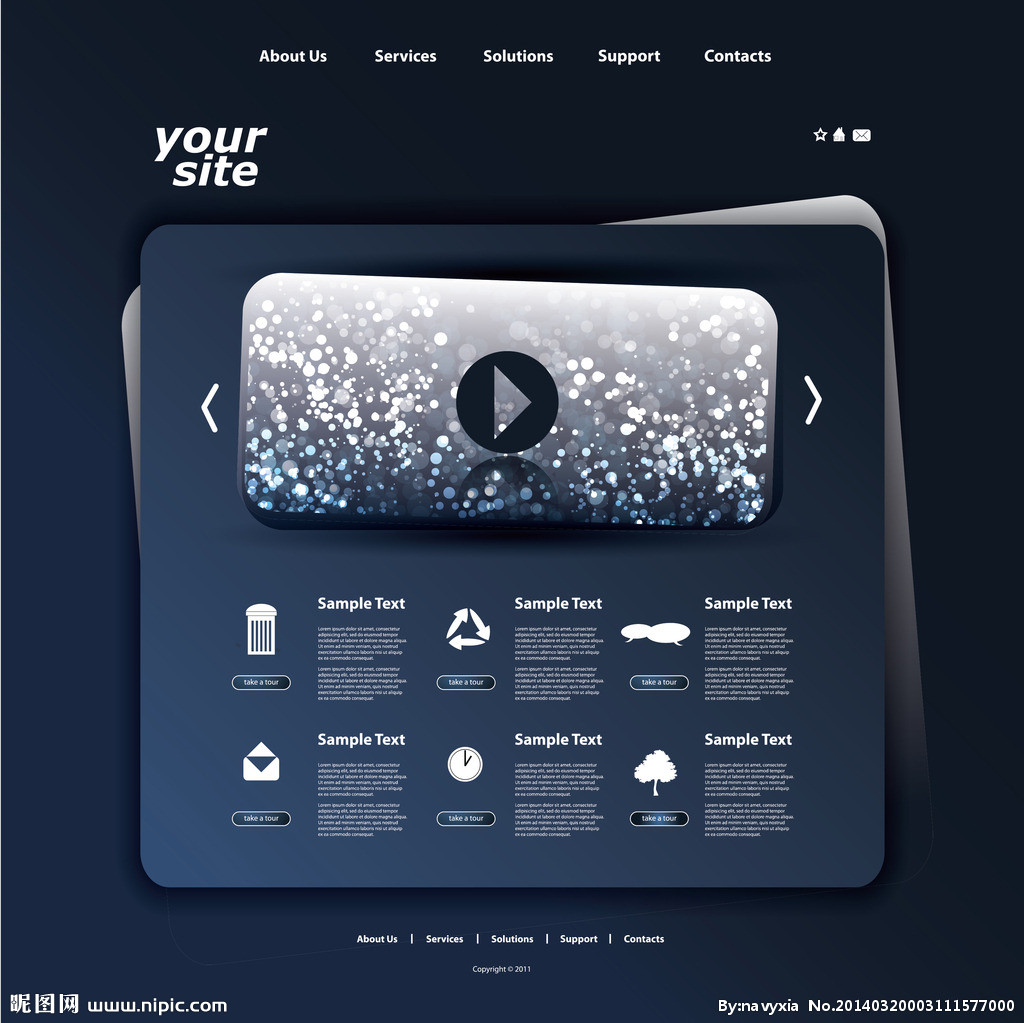 About Us Services Solutions Support Contacts
your
site
Sample Text Sample Text Sample Text
Lorem ipsum dolor sit amet, consectetur
adipisicing elit, sed do eiusmod tempor
incididunt ut labore et dolore magna aliqua.
Ut enim ad minim veniam, quis nostrud
exercitation ullamco laboris nisi ut aliquip
ex ea commodo consequat.
Lorem ipsum dolor sit amet, consectetur
adipisicing elit, sed do eiusmod tempor
incididunt ut labore et dolore magna aliqua.
Ut enim ad minim veniam, quis nostrud
exercitation ullamco laboris nisi ut aliquip
ex ea commodo consequat.
Lorem ipsum dolor sit amet, consectetur
adipisicing elit, sed do eiusmod tempor
incididunt ut labore et dolore magna aliqua.
Ut enim ad minim veniam, quis nostrud
exercitation ullamco laboris nisi ut aliquip
ex ea commodo consequat.
Lorem ipsum dolor sit amet, consectetur
adipisicing elit, sed do eiusmod tempor
incididunt ut labore et dolore magna aliqua.
Ut enim ad minim veniam, quis nostrud
exercitation ullamco laboris nisi ut aliquip
ex ea commodo consequat.
Lorem ipsum dolor sit amet, consectetur
adipisicing elit, sed do eiusmod tempor
incididunt ut labore et dolore magna aliqua.
Ut enim ad minim veniam, quis nostrud
exercitation ullamco laboris nisi ut aliquip
ex ea commodo consequat.
Lorem ipsum dolor sit amet, consectetur
adipisicing elit, sed do eiusmod tempor
incididunt ut labore et dolore magna aliqua.
Ut enim ad minim veniam, quis nostrud
exercitation ullamco laboris nisi ut aliquip
ex ea commodo consequat.
take a tour take a tour take a tour
Sample Text Sample Text Sample Text
Lorem ipsum dolor sit amet, consectetur
adipisicing elit, sed do eiusmod tempor
incididunt ut labore et dolore magna aliqua.
Ut enim ad minim veniam, quis nostrud
exercitation ullamco laboris nisi ut aliquip
ex ea commodo consequat.
Lorem ipsum dolor sit amet, consectetur
adipisicing elit, sed do eiusmod tempor
incididunt ut labore et dolore magna aliqua.
Ut enim ad minim veniam, quis nostrud
exercitation ullamco laboris nisi ut aliquip
ex ea commodo consequat.
Lorem ipsum dolor sit amet, consectetur
adipisicing elit, sed do eiusmod tempor
incididunt ut labore et dolore magna aliqua.
Ut enim ad minim veniam, quis nostrud
exercitation ullamco laboris nisi ut aliquip
ex ea commodo consequat.
Lorem ipsum dolor sit amet, consectetur
adipisicing elit, sed do eiusmod tempor
incididunt ut labore et dolore magna aliqua.
Ut enim ad minim veniam, quis nostrud
exercitation ullamco laboris nisi ut aliquip
ex ea commodo consequat.
Lorem ipsum dolor sit amet, consectetur
adipisicing elit, sed do eiusmod tempor
incididunt ut labore et dolore magna aliqua.
Ut enim ad minim veniam, quis nostrud
exercitation ullamco laboris nisi ut aliquip
ex ea commodo consequat.
Lorem ipsum dolor sit amet, consectetur
adipisicing elit, sed do eiusmod tempor
incididunt ut labore et dolore magna aliqua.
Ut enim ad minim veniam, quis nostrud
exercitation ullamco laboris nisi ut aliquip
ex ea commodo consequat.
take a tour take a tour take a tour
About Us | Services | Solutions | Support | Contacts
Copyright © 2011
昵图网 www.nipic.com By:navyxia No.20140320003111577000